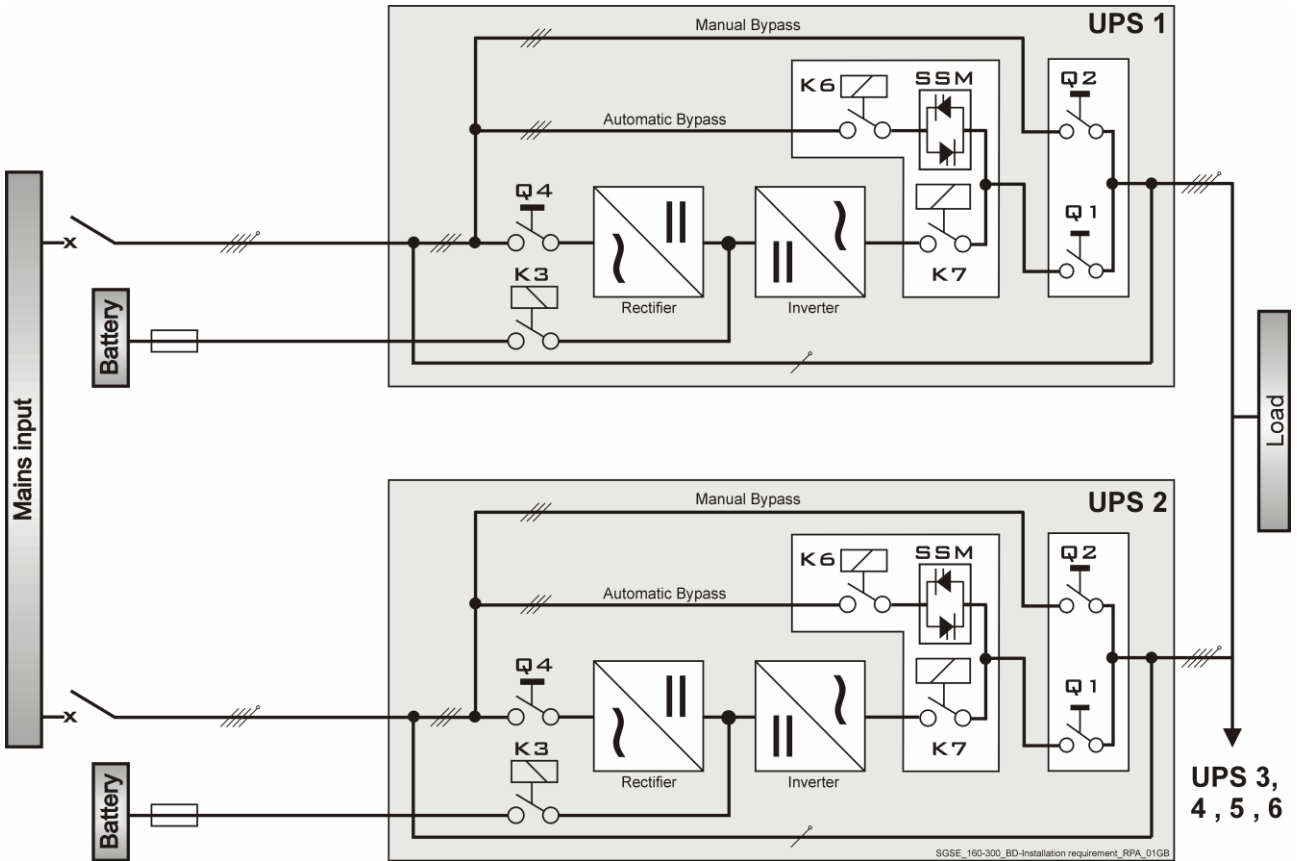 UPS 1
Manual Bypass
K6
SSM
Q2
Automatic Bypass
Q4
Q1
K3
K7
Rectifier
Inverter
Battery
Mains input
Load
UPS 2
Manual Bypass
K6
SSM
Q2
Automatic Bypass
Q4
Q1
K3
K7
Rectifier
Inverter
Battery
UPS 3,
4 , 5 , 6
SGSE_160-300_BD-Installation requirement_RPA_01GB